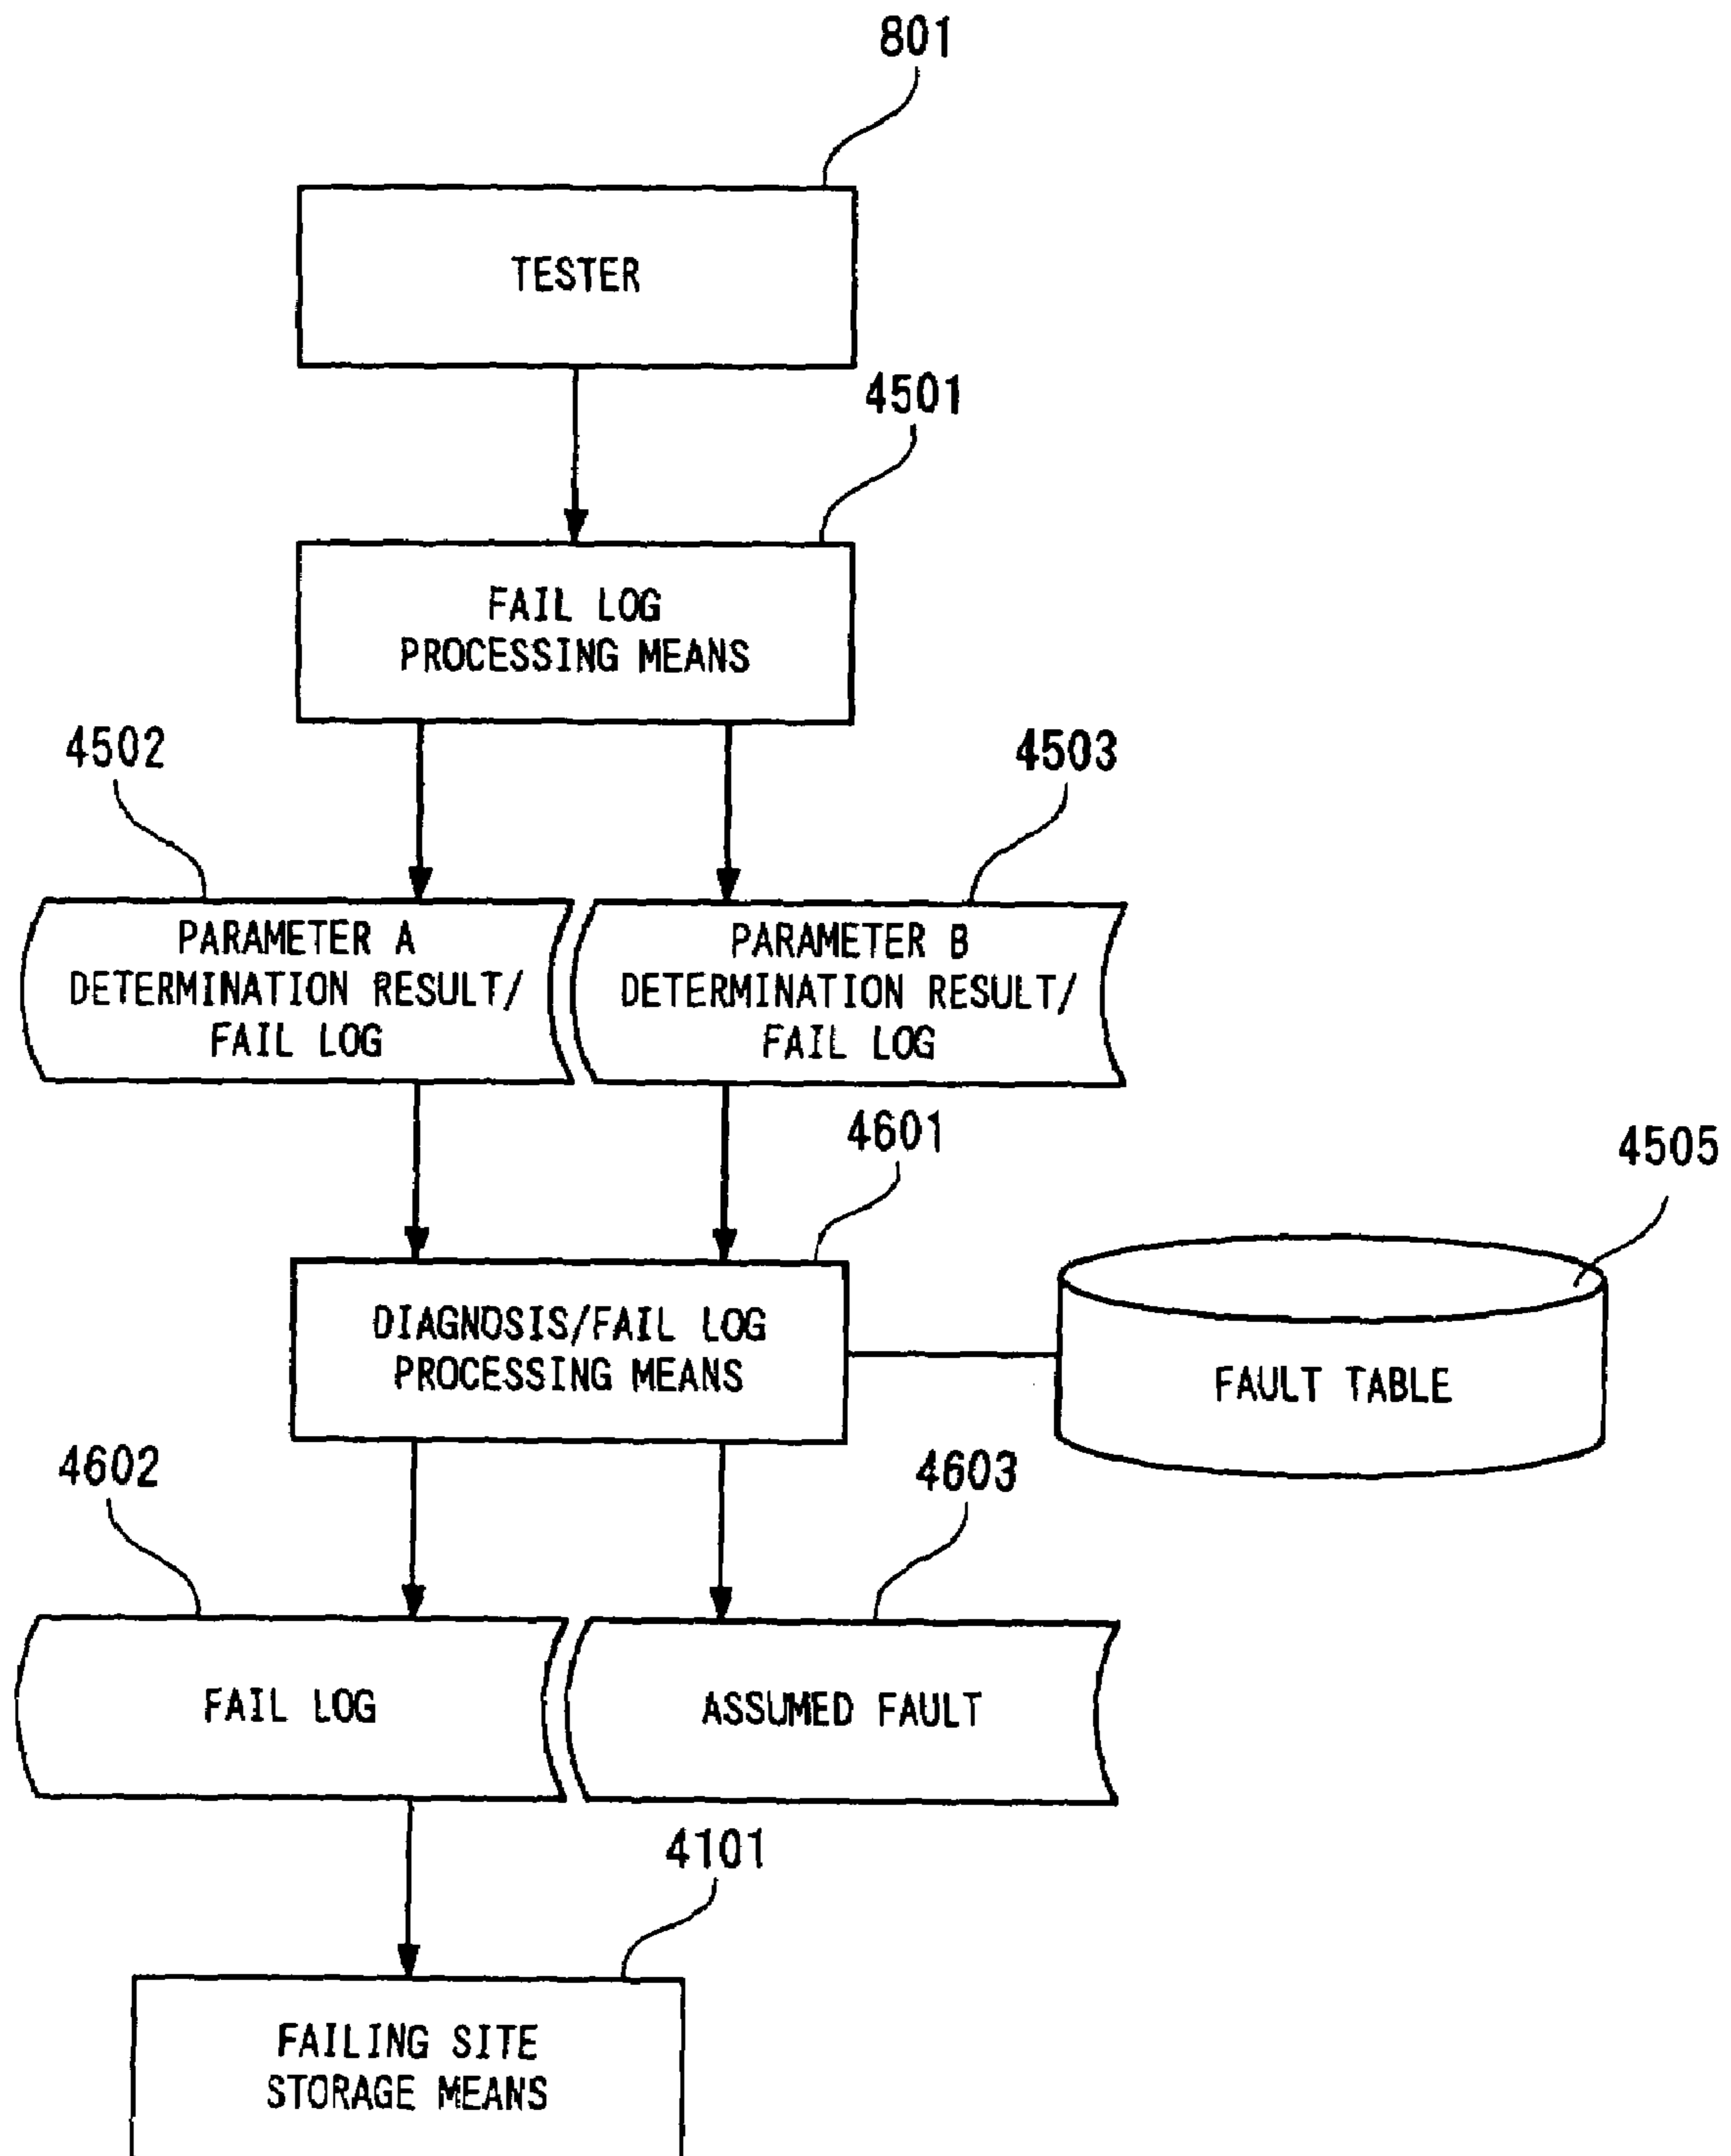 801
TESTER
4501
FAIL LOG
PROCESSING MEANS
4502
4503
PARAMETER A
DETERMINATION RESULT/
FAIL LOG
PARAMETER B
DETERMINATION RESULT/
FAIL LOG
4601
4505
DIAGNOSIS/FAIL LOG
PROCESSING MEANS
FAULT TABLE
4602
4603
FAIL LOG
ASSUMED FAULT
4101
FAILING SITE
STORAGE MEANS